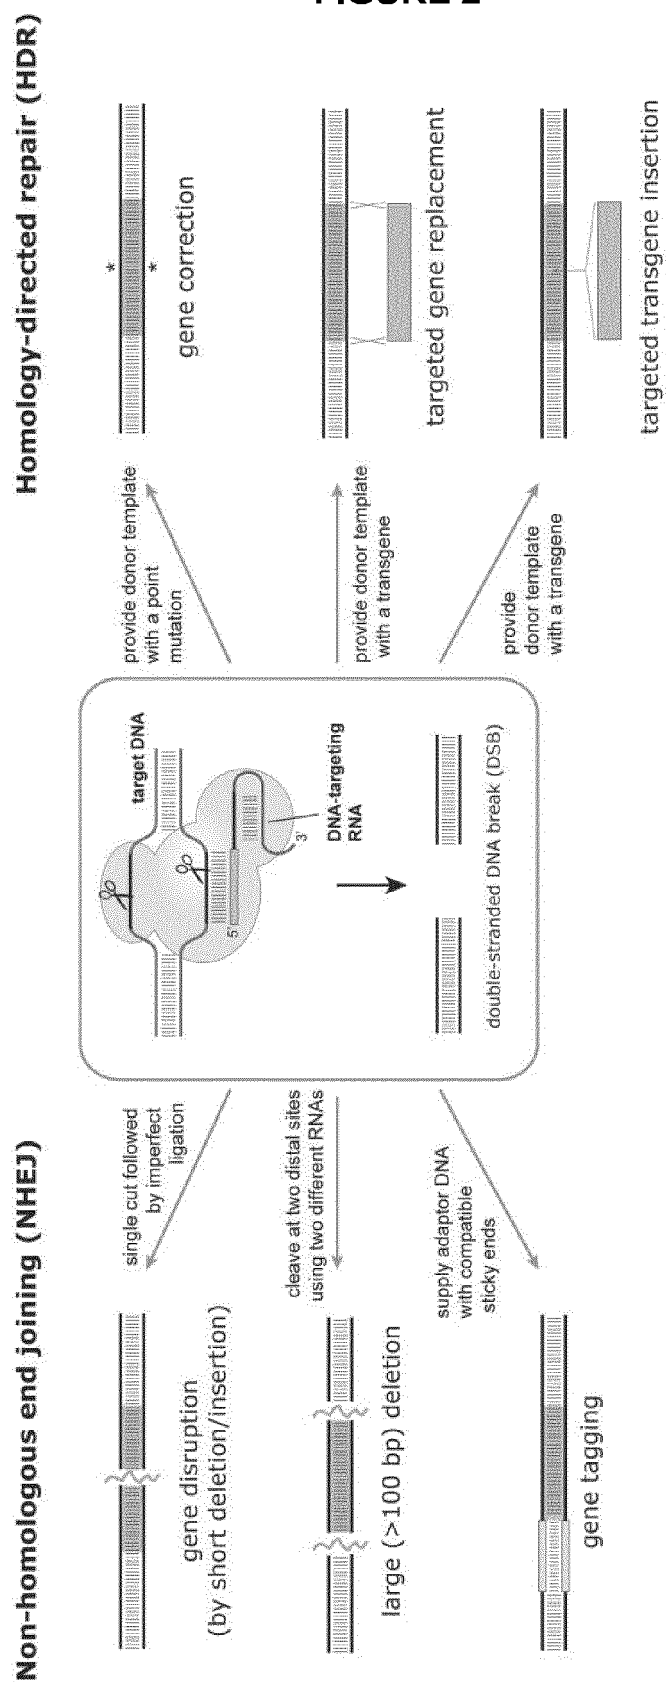 FIGURE 2
Non-homologous end joining (NHEJ)
Homology-directed repair (HDR)
gene disruption
(by short deletion/insertion)
large (>100 bp) deletion
gene tagging
single cut followed
by imperfect
ligation
cleave at two distal sites
using two different RNAs
supply adaptor DNA
with compatible
sticky ends
target DNA
5'
3'
DNA-targeting
RNA
double-stranded DNA break (DSB)
provide donor template
with a point
mutation
provide donor template
with a transgene
provide
donor template
with a transgene
*
*
gene correction
targeted gene replacement
targeted transgene insertion